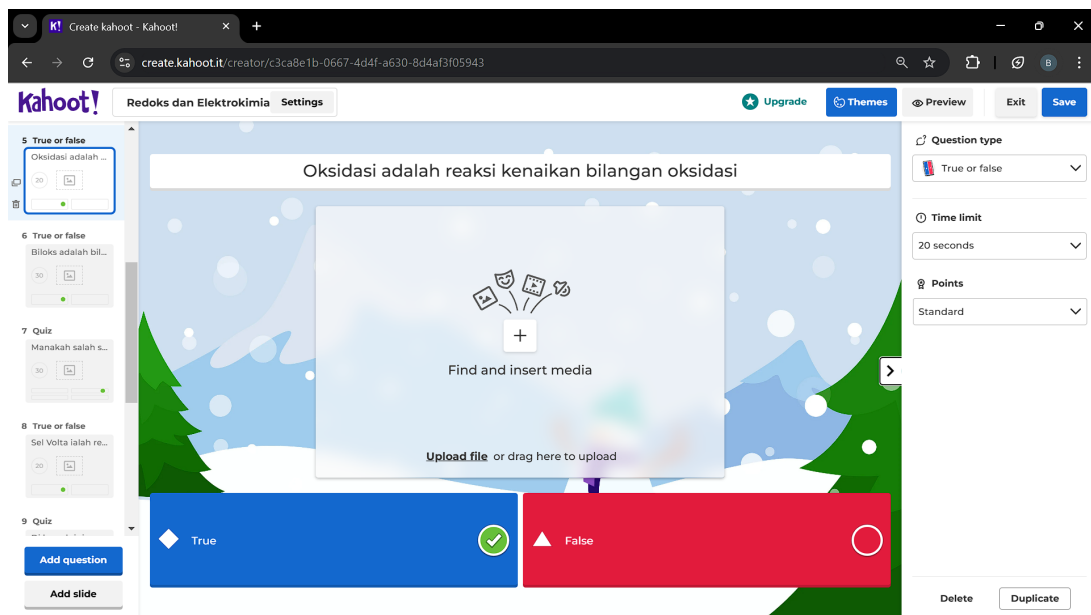 K! Create kahoot - Kahoot!
create.kahoot.it/creator/c3ca8e1b-0667-4d4f-a630-8d4af3f05943
B
Kahoot!
Redoks dan Elektrokimia Settings
Upgrade
Themes
Preview
Exit
Save
5 True or false
Oksidasi adalah ...
20
6 True or false
Biloks adalah bil...
30
7 Quiz
Manakah salah s...
30
8 True or false
Sel Volta ialah re...
20
9 Quiz
Add question
Add slide
Oksidasi adalah reaksi kenaikan bilangan oksidasi
Find and insert media
Upload file or drag here to upload
True
False
Question type
True or false
Time limit
20 seconds
Points
Standard
Delete
Duplicate